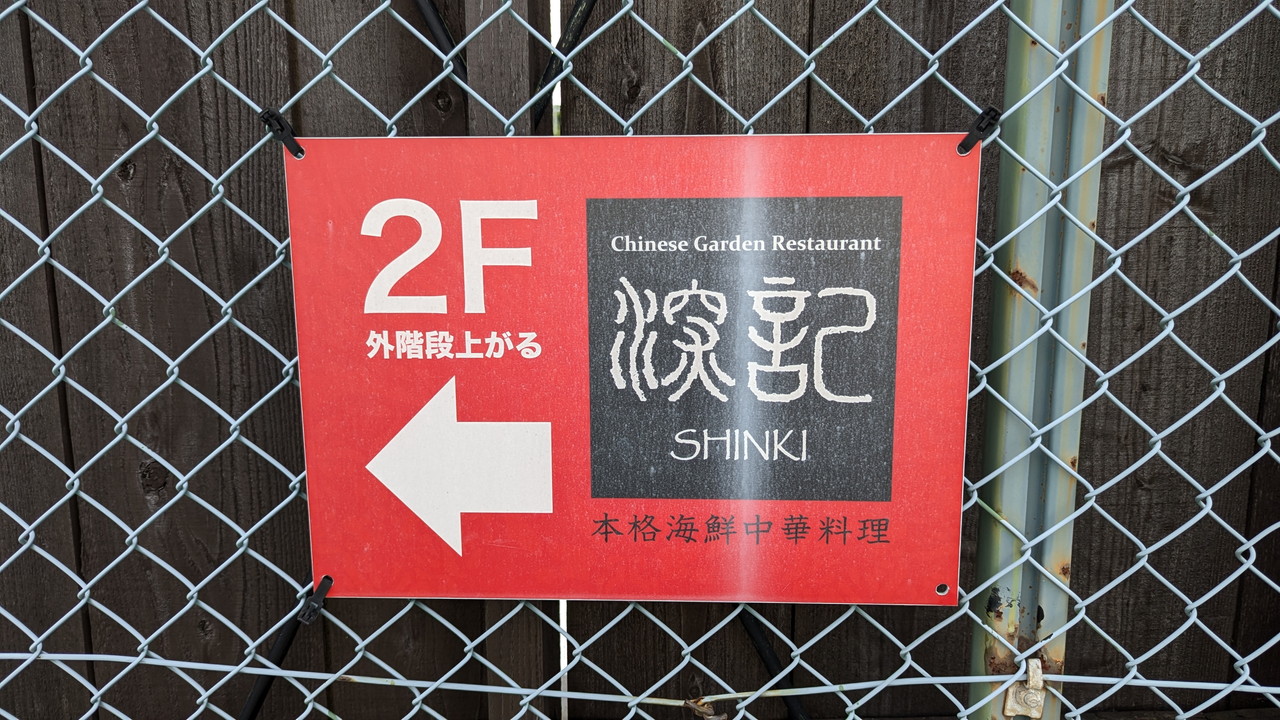 2F
外階段上がる
Chinese Garden Restaurant
深記
SHINKI
本格海鮮中華料理